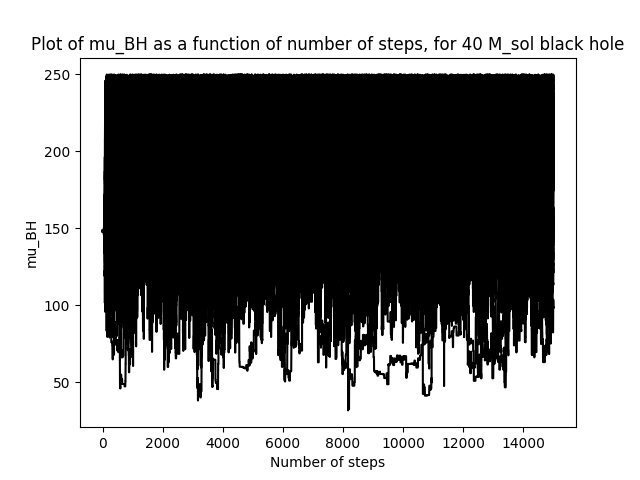 Plot of mu_BH as a function of number of steps, for 40 M_sol black hole
250
200
150
100
50
mu_BH
0 2000 4000 6000 8000 10000 12000 14000
Number of steps